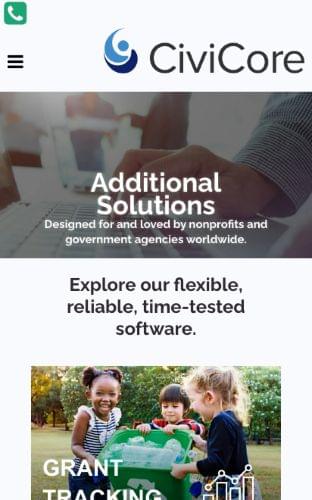 CiviCore
Additional
Solutions
Designed for and loved by nonprofits and
government agencies worldwide.
Explore our flexible,
reliable, time-tested
software.
GRANT
TRACKING